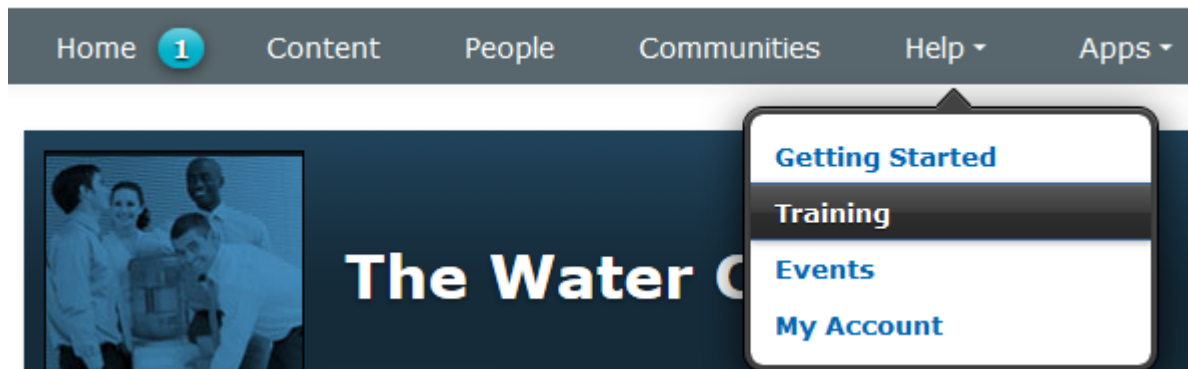 Home 1 Content People Communities Help Apps
Getting Started
Training
The Water C
Events
My Account